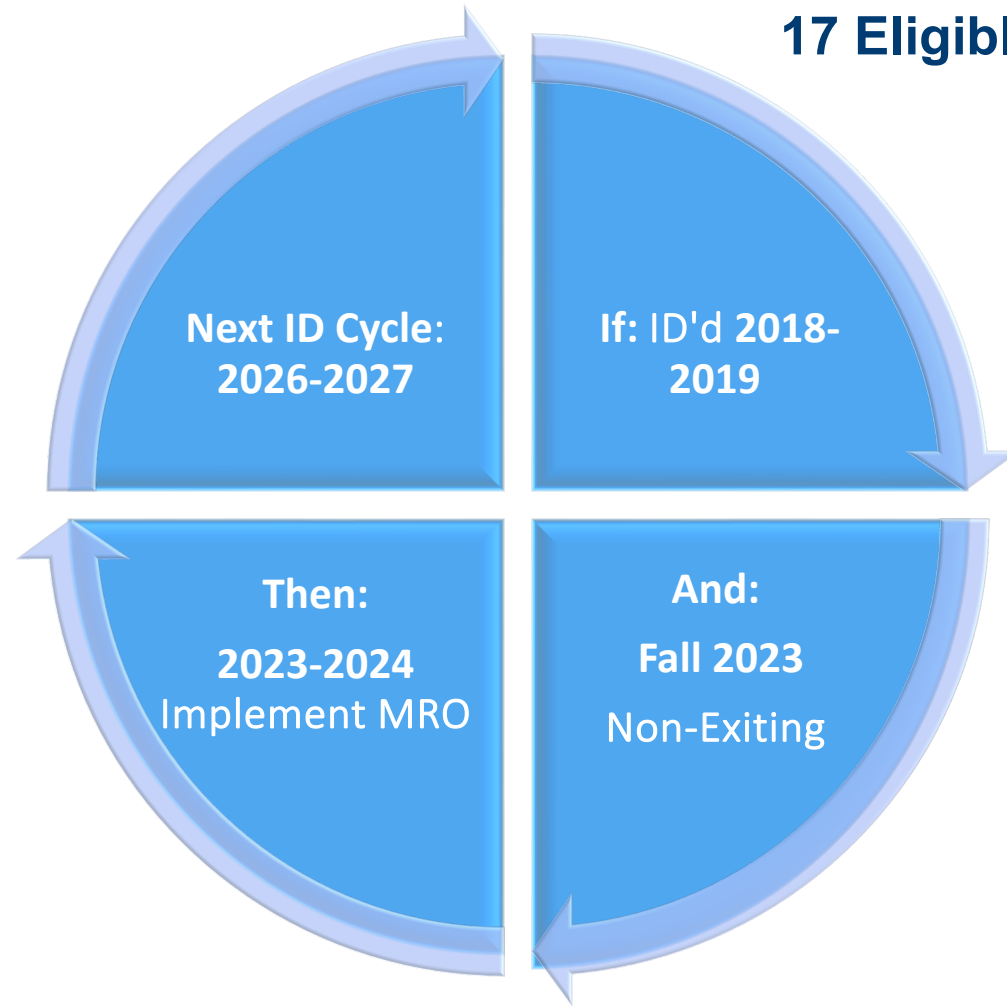 17 Eligibl
Next ID Cycle:
2026-2027
If: ID'd 2018-
2019
Then:
2023-2024
Implement MRO
And:
Fall 2023
Non-Exiting